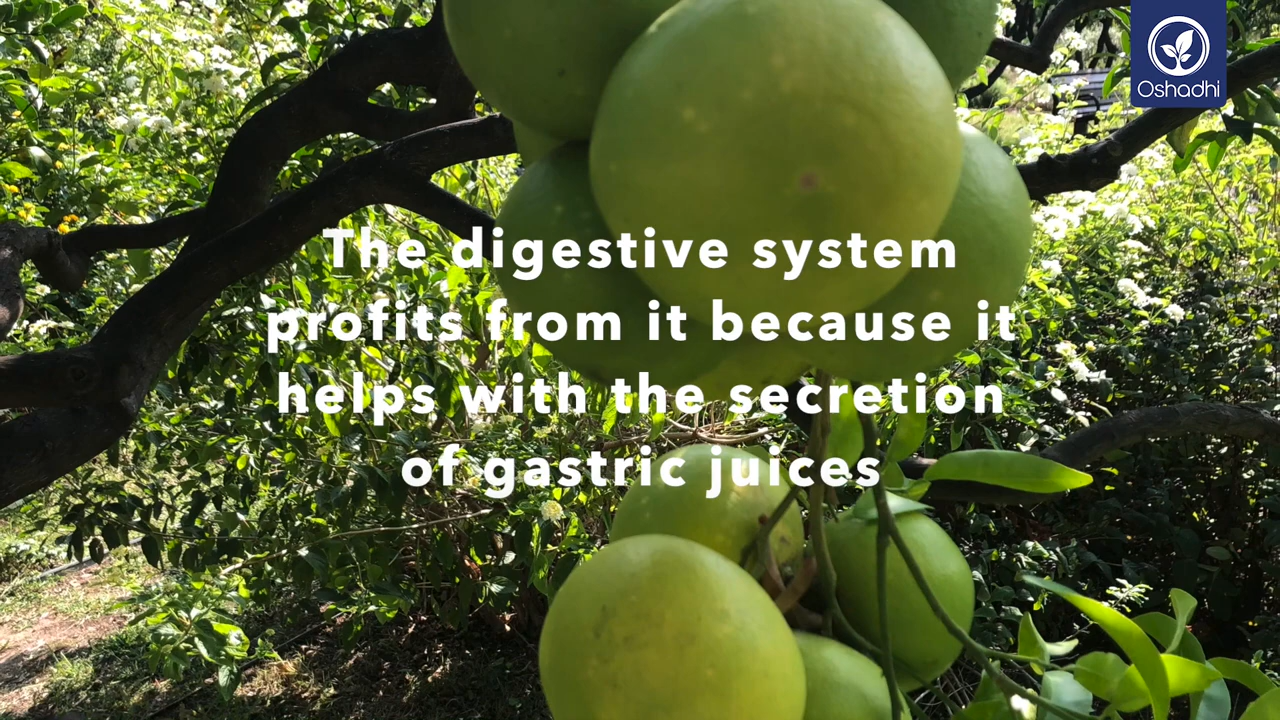 Oshadhi
The digestive system
profits from it because it
helps with the secretion
of gastric juices